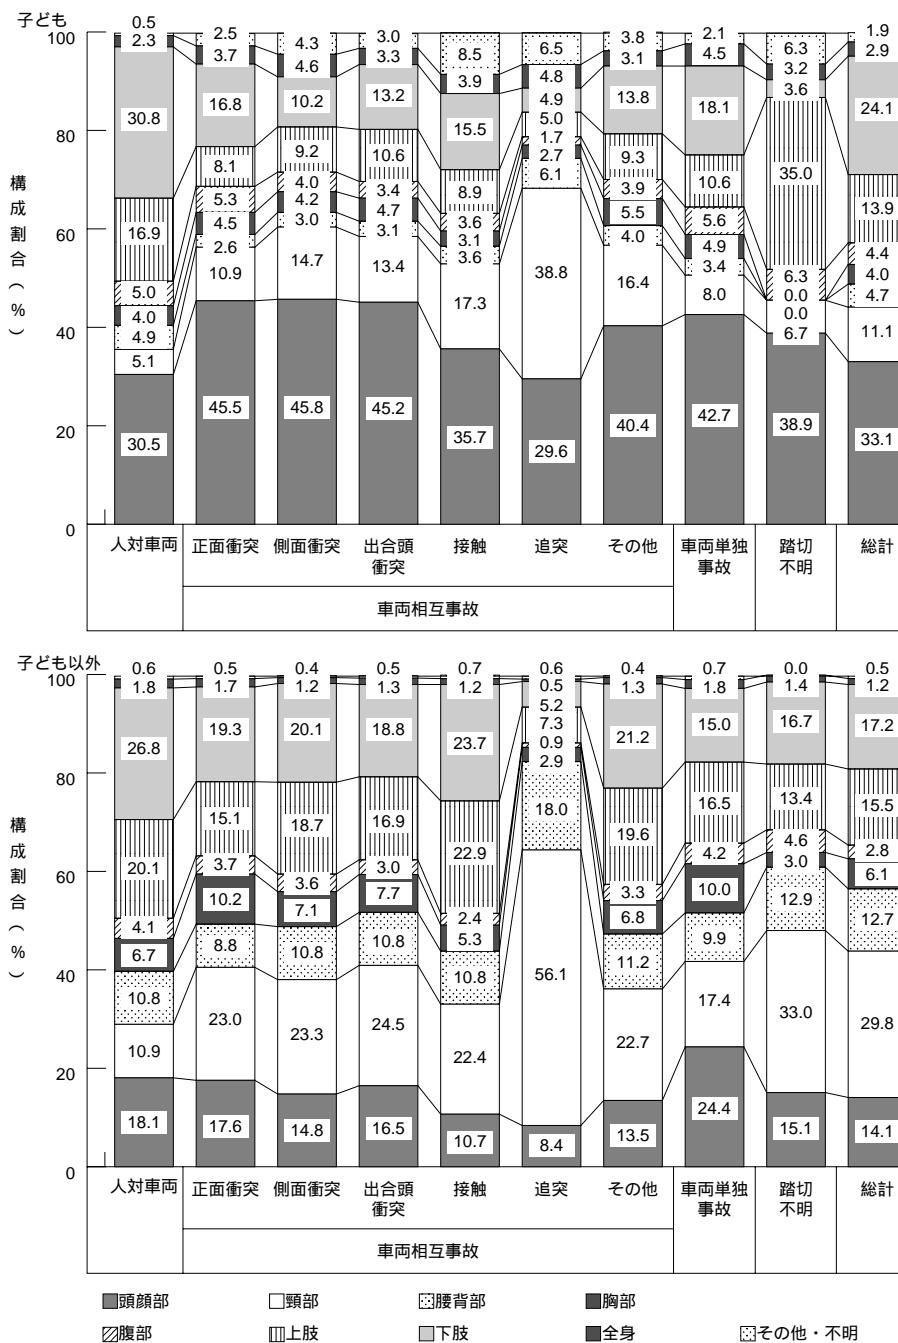 子ども
構成割合(%)
100
80
60
40
20
0
0.5 2.5 4.3 3.0 8.5 6.5 3.8 2.1 6.3 1.9
2.3 3.7 4.6 3.3 3.9 4.8 3.1 4.5 3.2 2.9
30.8 16.8 10.2 13.2 15.5 4.9 13.8 18.1 3.6 24.1
16.9 8.1 9.2 10.6 8.9 5.0 9.3 10.6 35.0 13.9
5.0 5.3 4.0 3.4 3.6 1.7 3.9 5.6 6.3 4.4
4.0 4.5 4.2 4.7 3.1 2.7 5.5 4.9 0.0 4.0
4.9 2.6 3.0 3.1 3.6 6.1 4.0 3.4 0.0 4.7
5.1 10.9 14.7 13.4 17.3 38.8 16.4 8.0 6.7 11.1
30.5 45.5 45.8 45.2 35.7 29.6 40.4 42.7 38.9 33.1
人対車両 正面衝突 側面衝突 出合頭 接触 追突 その他 車両単独 踏切 総計
衝突 事故 不明
車両相互事故
子ども以外
構成割合(%)
100
80
60
40
20
0
0.6 0.5 0.4 0.5 0.7 0.6 0.4 0.7 0.0 0.5
1.8 1.7 1.2 1.3 1.2 0.5 1.3 1.8 1.4 1.2
26.8 19.3 20.1 18.8 23.7 5.2 21.2 15.0 16.7 17.2
20.1 15.1 18.7 16.9 22.9 7.3 19.6 16.5 13.4 15.5
4.1 3.7 3.6 3.0 2.4 0.9 3.3 4.2 4.6 2.8
6.7 10.2 7.1 7.7 5.3 2.9 6.8 10.0 3.0 6.1
10.8 8.8 10.8 10.8 10.8 18.0 11.2 9.9 12.9 12.7
10.9 23.0 23.3 24.5 22.4 56.1 22.7 17.4 33.0 29.8
18.1 17.6 14.8 16.5 10.7 8.4 13.5 24.4 15.1 14.1
人対車両 正面衝突 側面衝突 出合頭 接触 追突 その他 車両単独 踏切 総計
衝突 事故 不明
車両相互事故
頭顔部 頸部 腰背部 胸部
腹部 上肢 下肢 全身 その他・不明